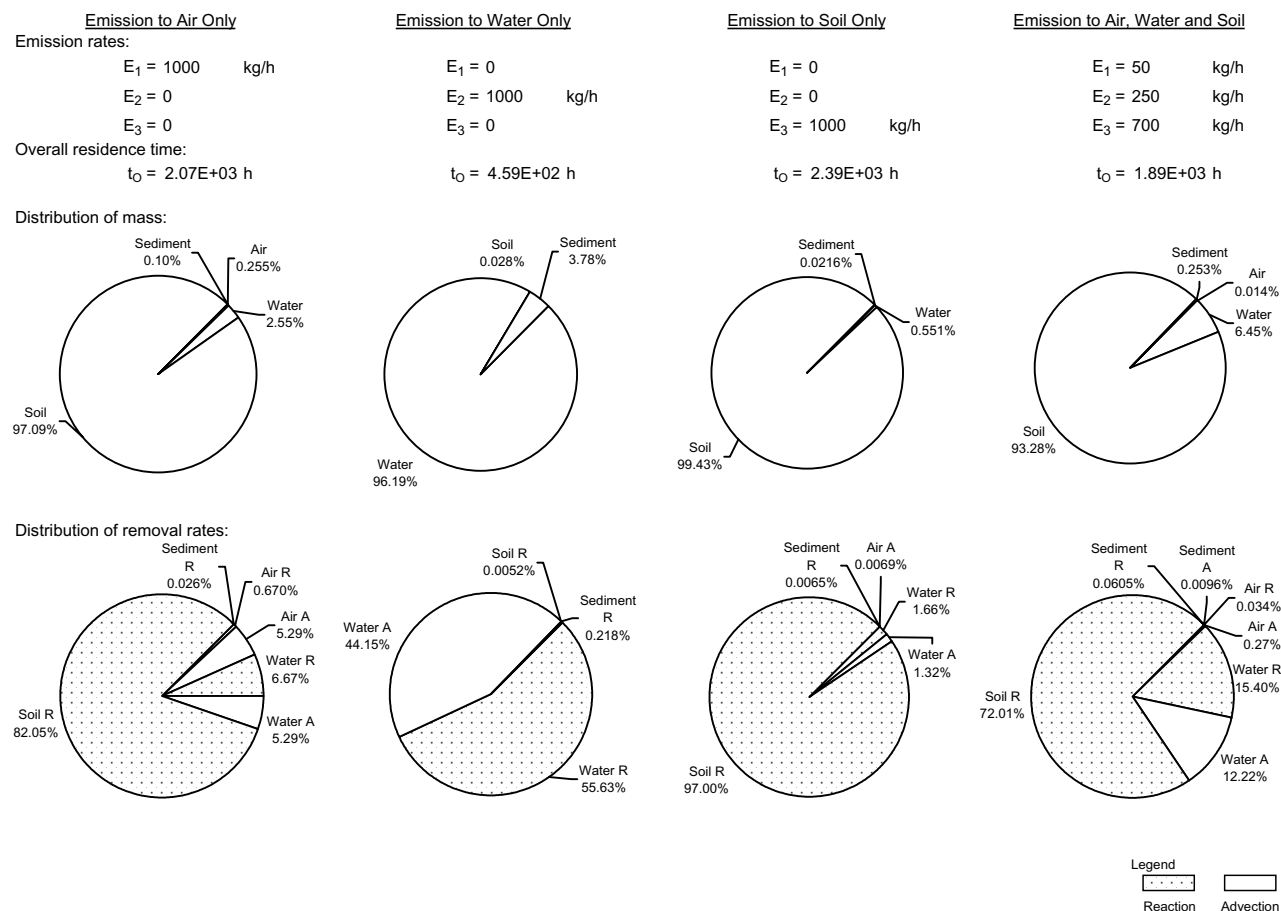 Emission to Air Only Emission to Water Only Emission to Soil Only Emission to Air, Water and Soil
Emission rates:
E1 = 1000 kg/h E1 = 0 E1 = 0 E1 = 50 kg/h
E2 = 0 E2 = 1000 kg/h E2 = 0 E2 = 250 kg/h
E3 = 0 E3 = 0 E3 = 1000 kg/h E3 = 700 kg/h
Overall residence time:
tO = 2.07E+03 h tO = 4.59E+02 h tO = 2.39E+03 h tO = 1.89E+03 h
Distribution of mass:
Sediment
0.10%
Air
0.255%
Water
2.55%
Soil
97.09%
Soil
0.028%
Sediment
3.78%
Water
96.19%
Sediment
0.0216%
Water
0.551%
Soil
99.43%
Sediment
0.253%
Air
0.014%
Water
6.45%
Soil
93.28%
Distribution of removal rates:
Sediment
R
0.026%
Air R
0.670%
Air A
5.29%
Water R
6.67%
Water A
5.29%
Soil R
82.05%
Soil R
0.0052%
Sediment
R
0.218%
Water A
44.15%
Water R
55.63%
Sediment
R
0.0065%
Air A
0.0069%
Water R
1.66%
Water A
1.32%
Soil R
97.00%
Sediment
R
0.0605%
Sediment
A
0.0096%
Air R
0.034%
Air A
0.27%
Water R
15.40%
Water A
12.22%
Soil R
72.01%
Legend
Reaction Advection